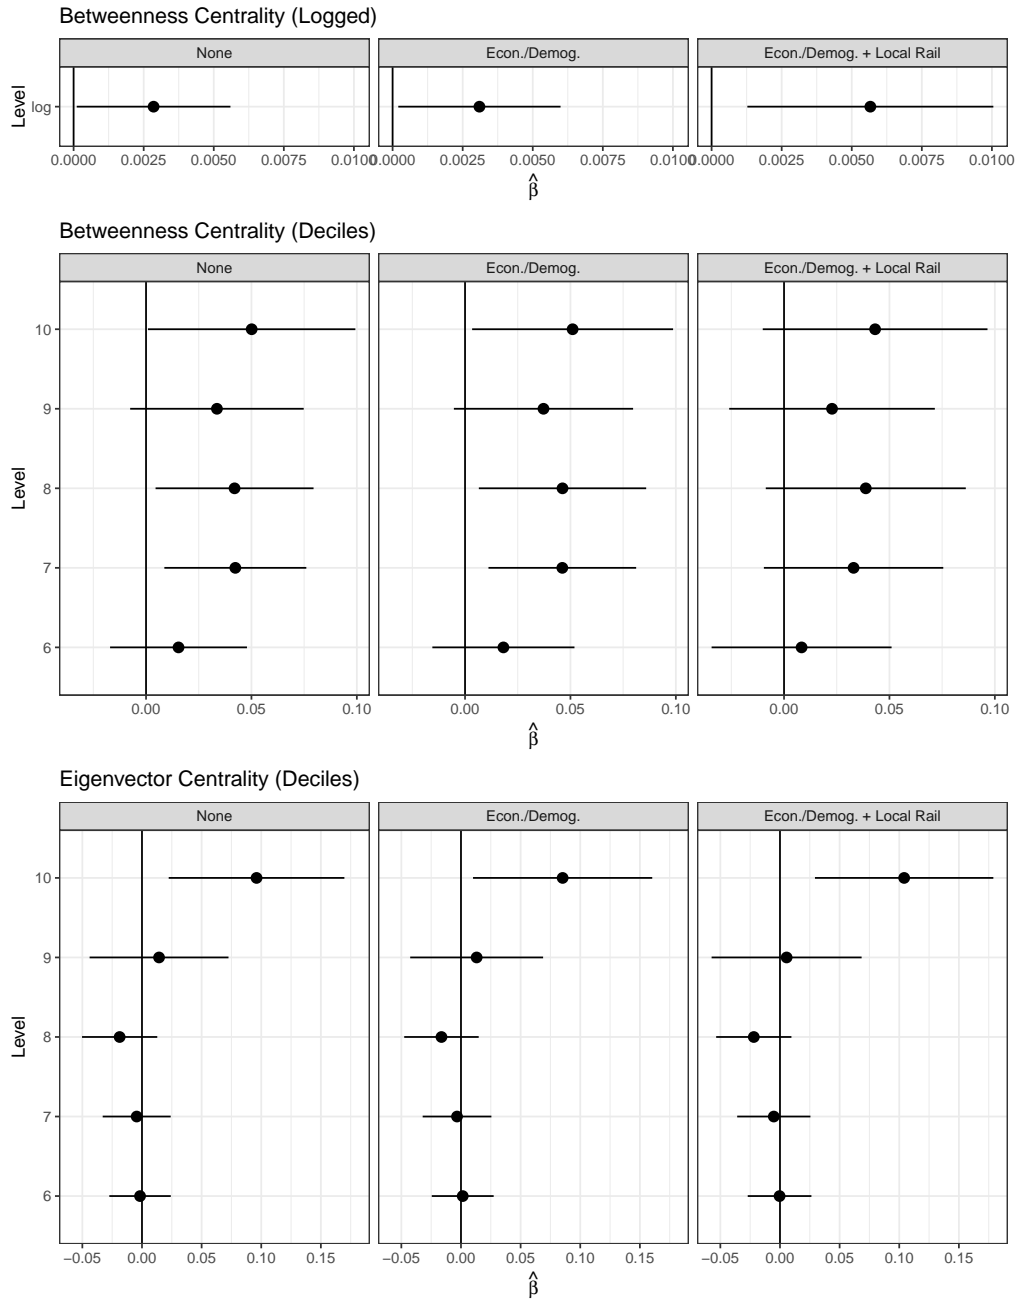 Betweenness Centrality (Logged)
None Econ./Demog. Econ./Demog. + Local Rail
Level
log
0.0000 0.0025 0.0050 0.0075 0.0100 0.0000 0.0025 0.0050 0.0075 0.0100 0.0000 0.0025 0.0050 0.0075 0.0100
β̂
Betweenness Centrality (Deciles)
None Econ./Demog. Econ./Demog. + Local Rail
10
9
Level
8
7
6
0.00 0.05 0.10 0.00 0.05 0.10 0.00 0.05 0.10
β̂
Eigenvector Centrality (Deciles)
None Econ./Demog. Econ./Demog. + Local Rail
10
9
Level
8
7
6
−0.05 0.00 0.05 0.10 0.15 −0.05 0.00 0.05 0.10 0.15 −0.05 0.00 0.05 0.10 0.15
β̂